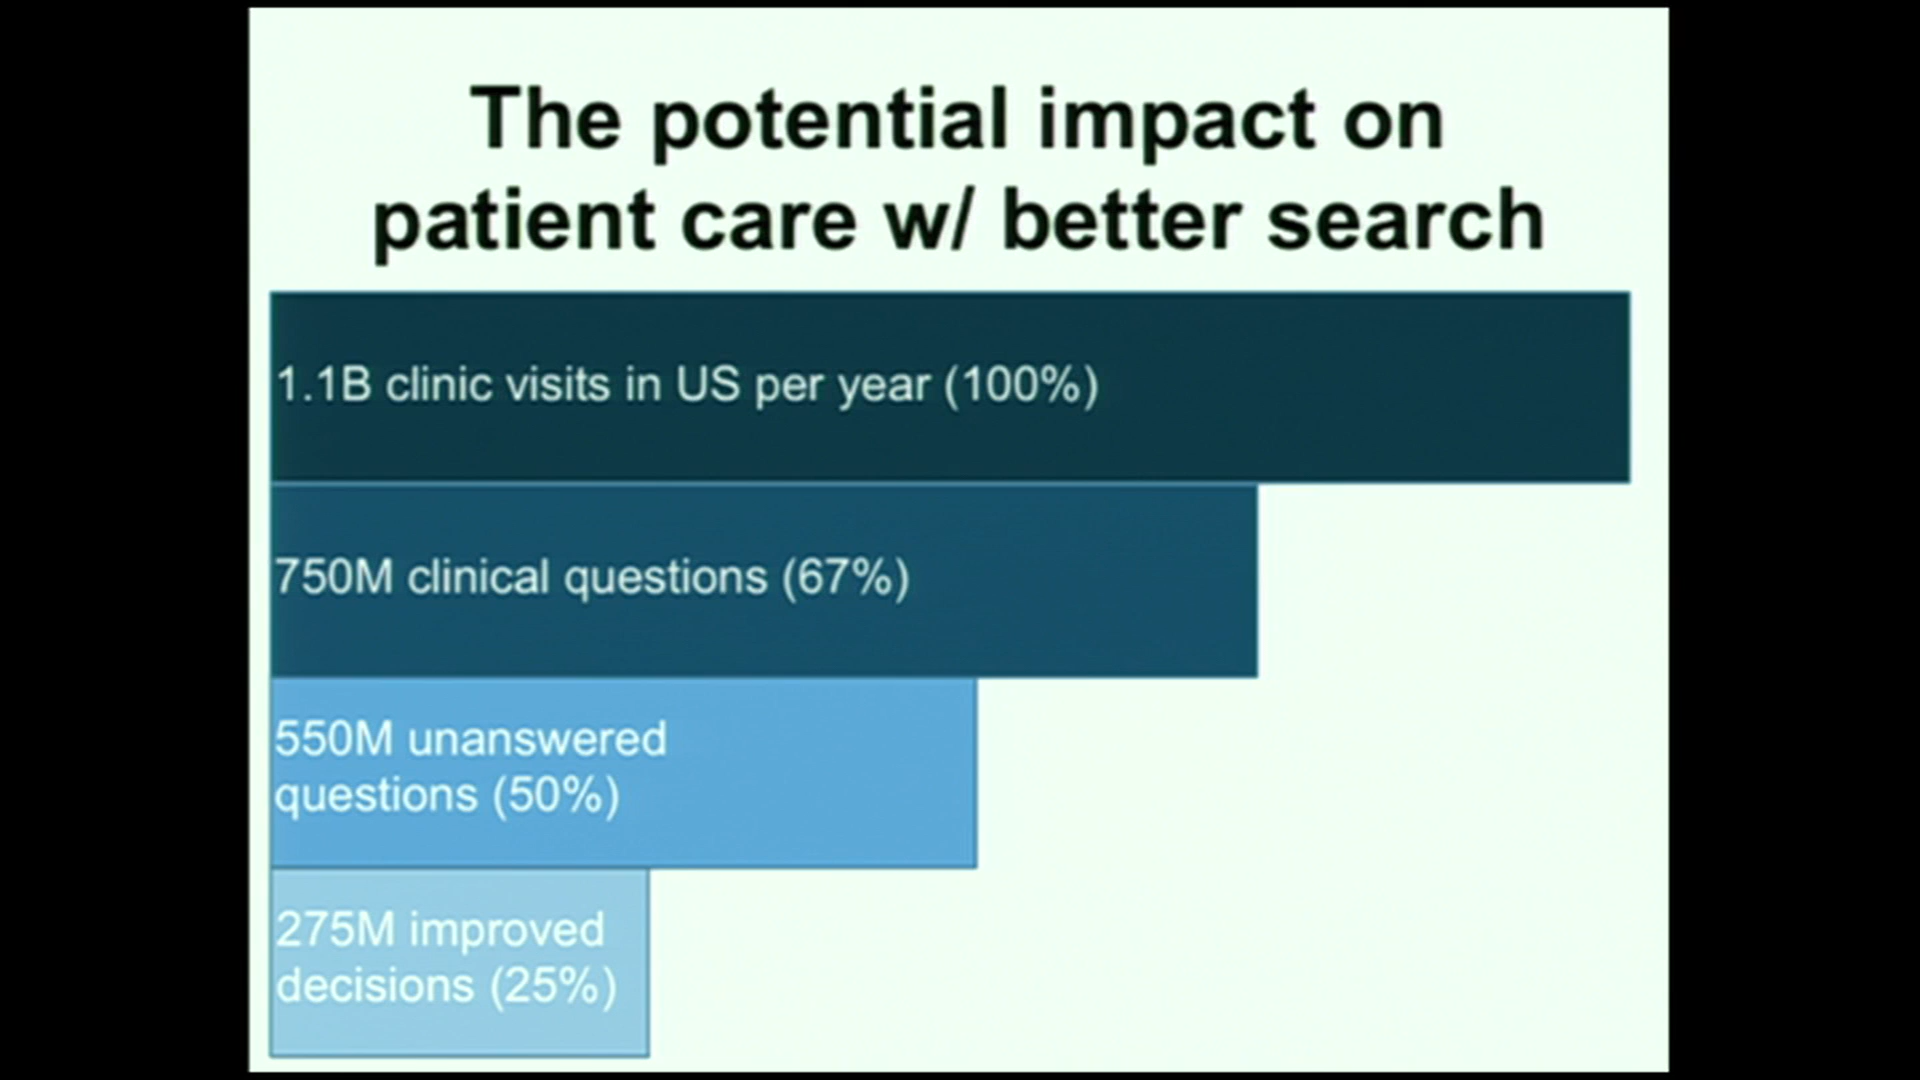 The potential impact on
patient care w/ better search
1.1B clinic visits in US per year (100%)
750M clinical questions (67%)
550M unanswered
questions (50%)
275M improved
decisions (25%)